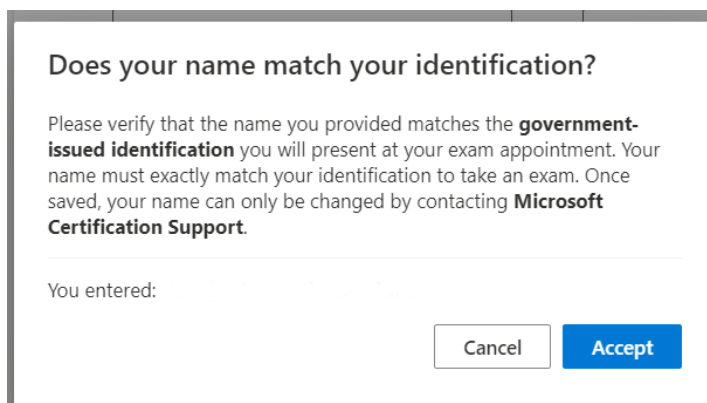 Does your name match your identification?
Please verify that the name you provided matches the government-
issued identification you will present at your exam appointment. Your
name must exactly match your identification to take an exam. Once
saved, your name can only be changed by contacting Microsoft
Certification Support.
You entered:
Cancel
Accept